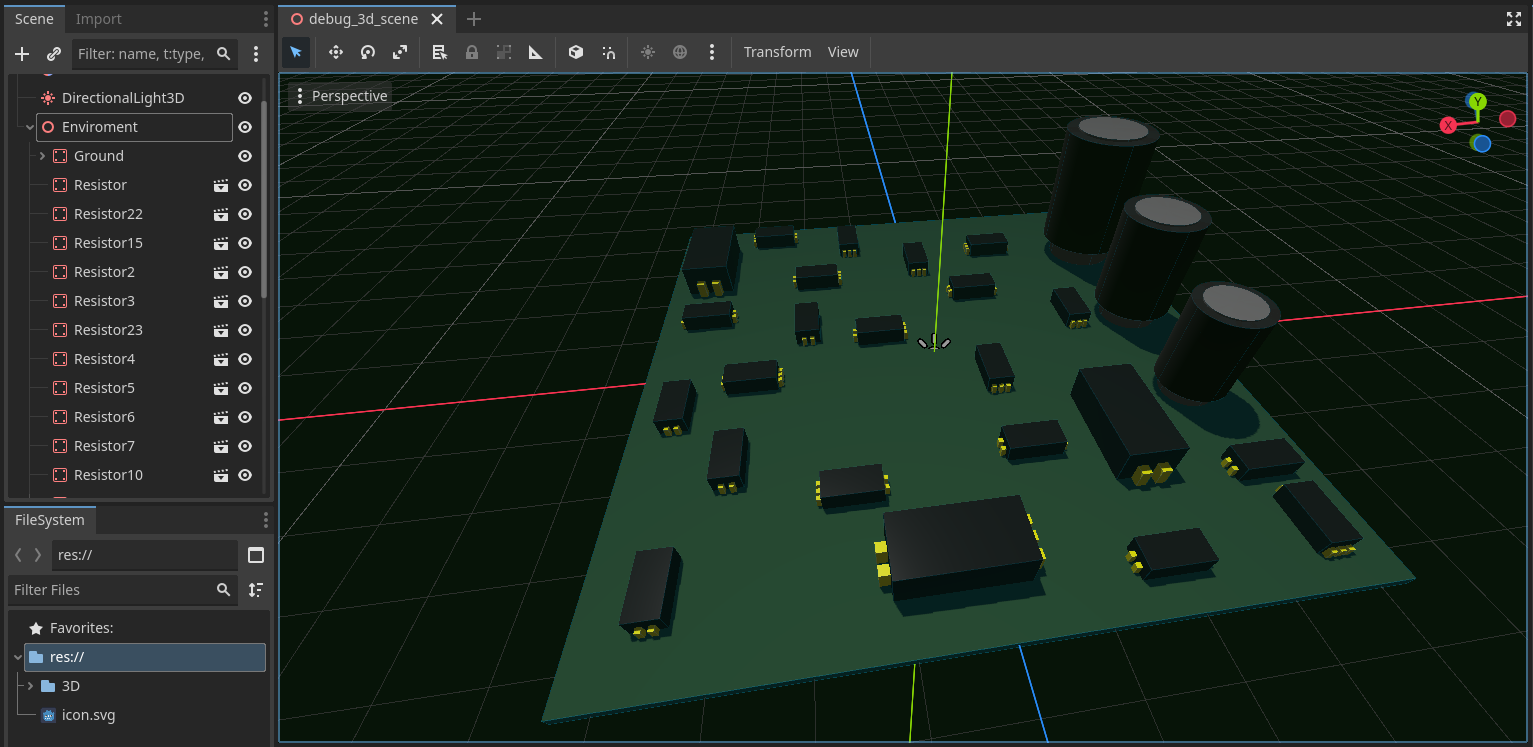 Scene
Import
Filter: name, t:type,
DirectionalLight3D
Enviroment
Ground
Resistor
Resistor22
Resistor15
Resistor2
Resistor3
Resistor23
Resistor4
Resistor5
Resistor6
Resistor7
Resistor10
FileSystem
res://
Filter Files
Favorites:
res://
3D
icon.svg
debug_3d_scene
Transform View
Perspective
Y
X